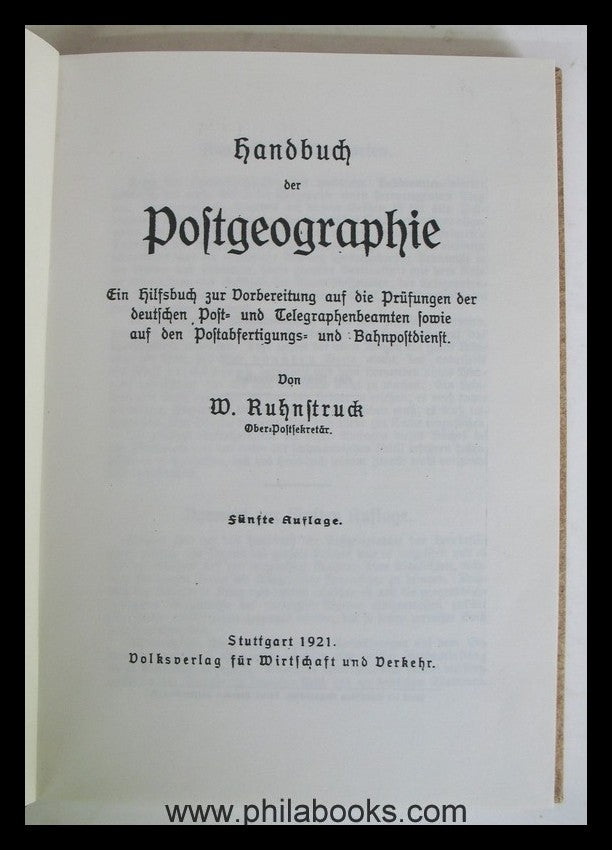 Handbuch
der
Poſtgeographie
Ein Hilfsbuch zur Vorbereitung auf die Prüfungen der
deutſchen Poſt- und Telegraphenbeamten ſowie
auf den Poſtabfertigungs- und Bahnpoſtdienſt.
Von
W. Ruhnſtruck
Ober-Poſtſekretär.
Fünfte Auflage.
Stuttgart 1921.
Volksverlag für Wirtſchaft und Verkehr.
www.philabooks.com